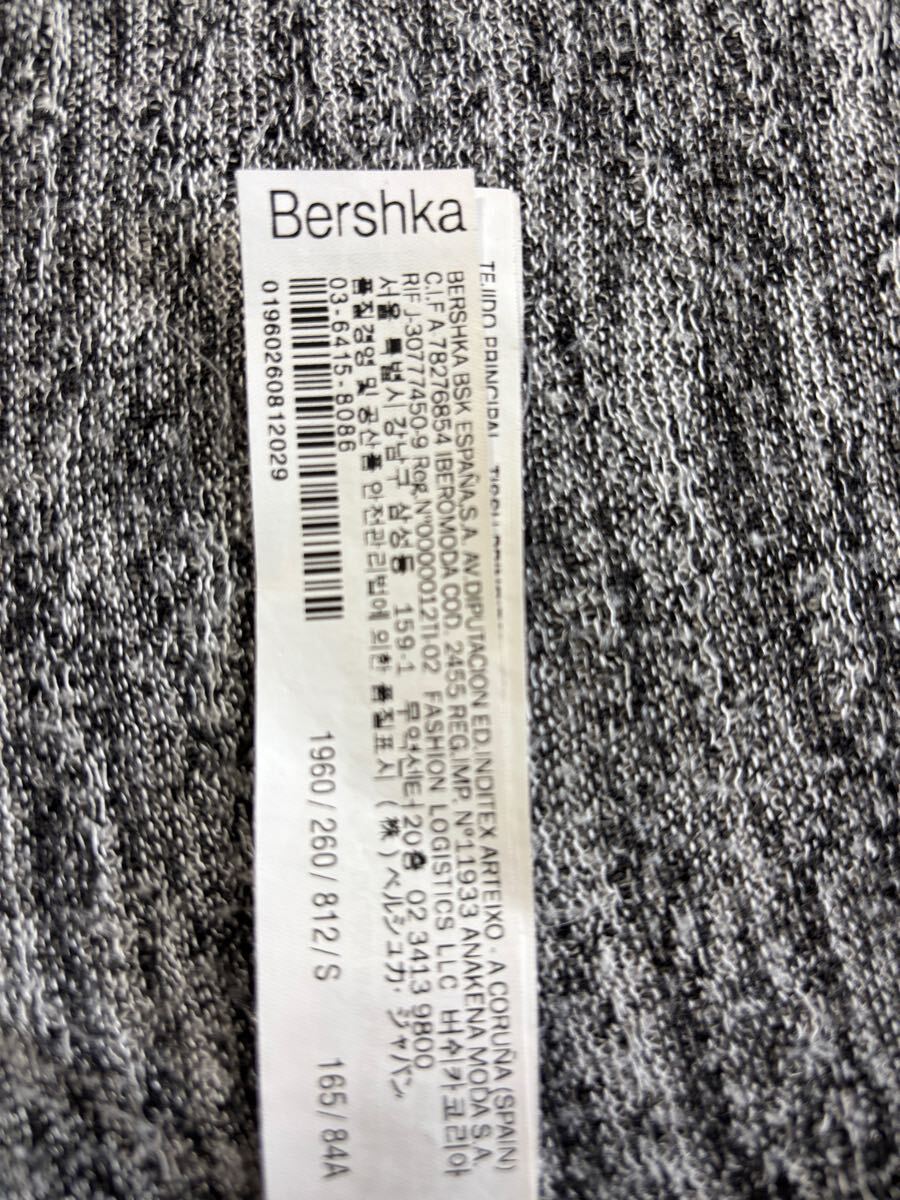 Bershka
TEJIDO PRINCIPAL
BERSHKA BSK ESPAÑA,S.A. AV.DIPUTACION ED.INDITEX ARTEIXO - A CORUÑA (SPAIN)
C.I.F A 78276854 IBEROMODA COD. 2455 REG.IMP. Nº11933 ANAKENA MODA S.A.
RIF J-30777450-9 Reg.Nº0000121.02 FASHION LOGISTICS LLC 버쉬카코리아
서울 특별시 강남구 삼성동 159-1 무역센터20층 02 3413 9800
품질경영 및 공산품 안전관리법에 의한 품질표시 (株)ベルシュカ・ジャパン
03-6415-8086
01960260812029
1960/260/812/S 165/84A